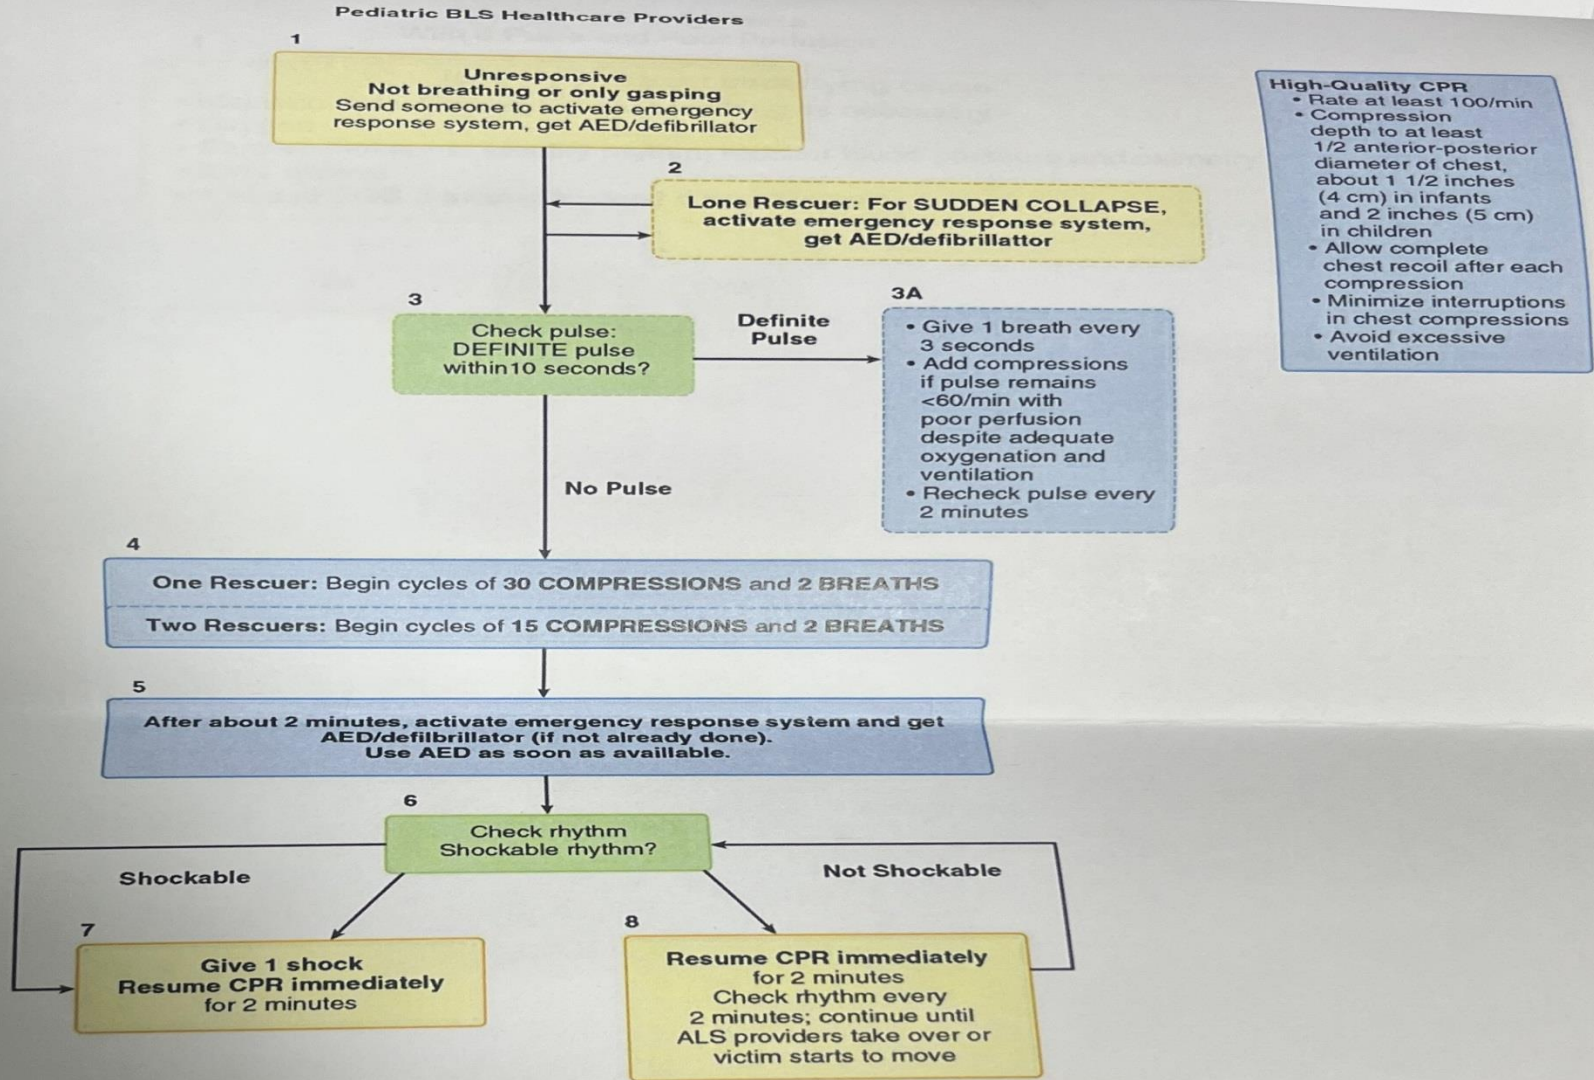 Pediatric BLS Healthcare Providers
1
Unresponsive
Not breathing or only gasping
Send someone to activate emergency
response system, get AED/defibrillator
2
Lone Rescuer: For SUDDEN COLLAPSE,
activate emergency response system,
get AED/defibrillattor
3
Check pulse:
DEFINITE pulse
within10 seconds?
Definite
Pulse
3A
• Give 1 breath every
3 seconds
• Add compressions
if pulse remains
<60/min with
poor perfusion
despite adequate
oxygenation and
ventilation
• Recheck pulse every
2 minutes
High-Quality CPR
• Rate at least 100/min
• Compression
depth to at least
1/2 anterior-posterior
diameter of chest,
about 1 1/2 inches
(4 cm) in infants
and 2 inches (5 cm)
in children
• Allow complete
chest recoil after each
compression
• Minimize interruptions
in chest compressions
• Avoid excessive
ventilation
No Pulse
4
One Rescuer: Begin cycles of 30 COMPRESSIONS and 2 BREATHS
Two Rescuers: Begin cycles of 15 COMPRESSIONS and 2 BREATHS
5
After about 2 minutes, activate emergency response system and get
AED/defilbrillator (if not already done).
Use AED as soon as availlable.
6
Check rhythm
Shockable rhythm?
Shockable
Not Shockable
7
Give 1 shock
Resume CPR immediately
for 2 minutes
8
Resume CPR immediately
for 2 minutes
Check rhythm every
2 minutes; continue until
ALS providers take over or
victim starts to move